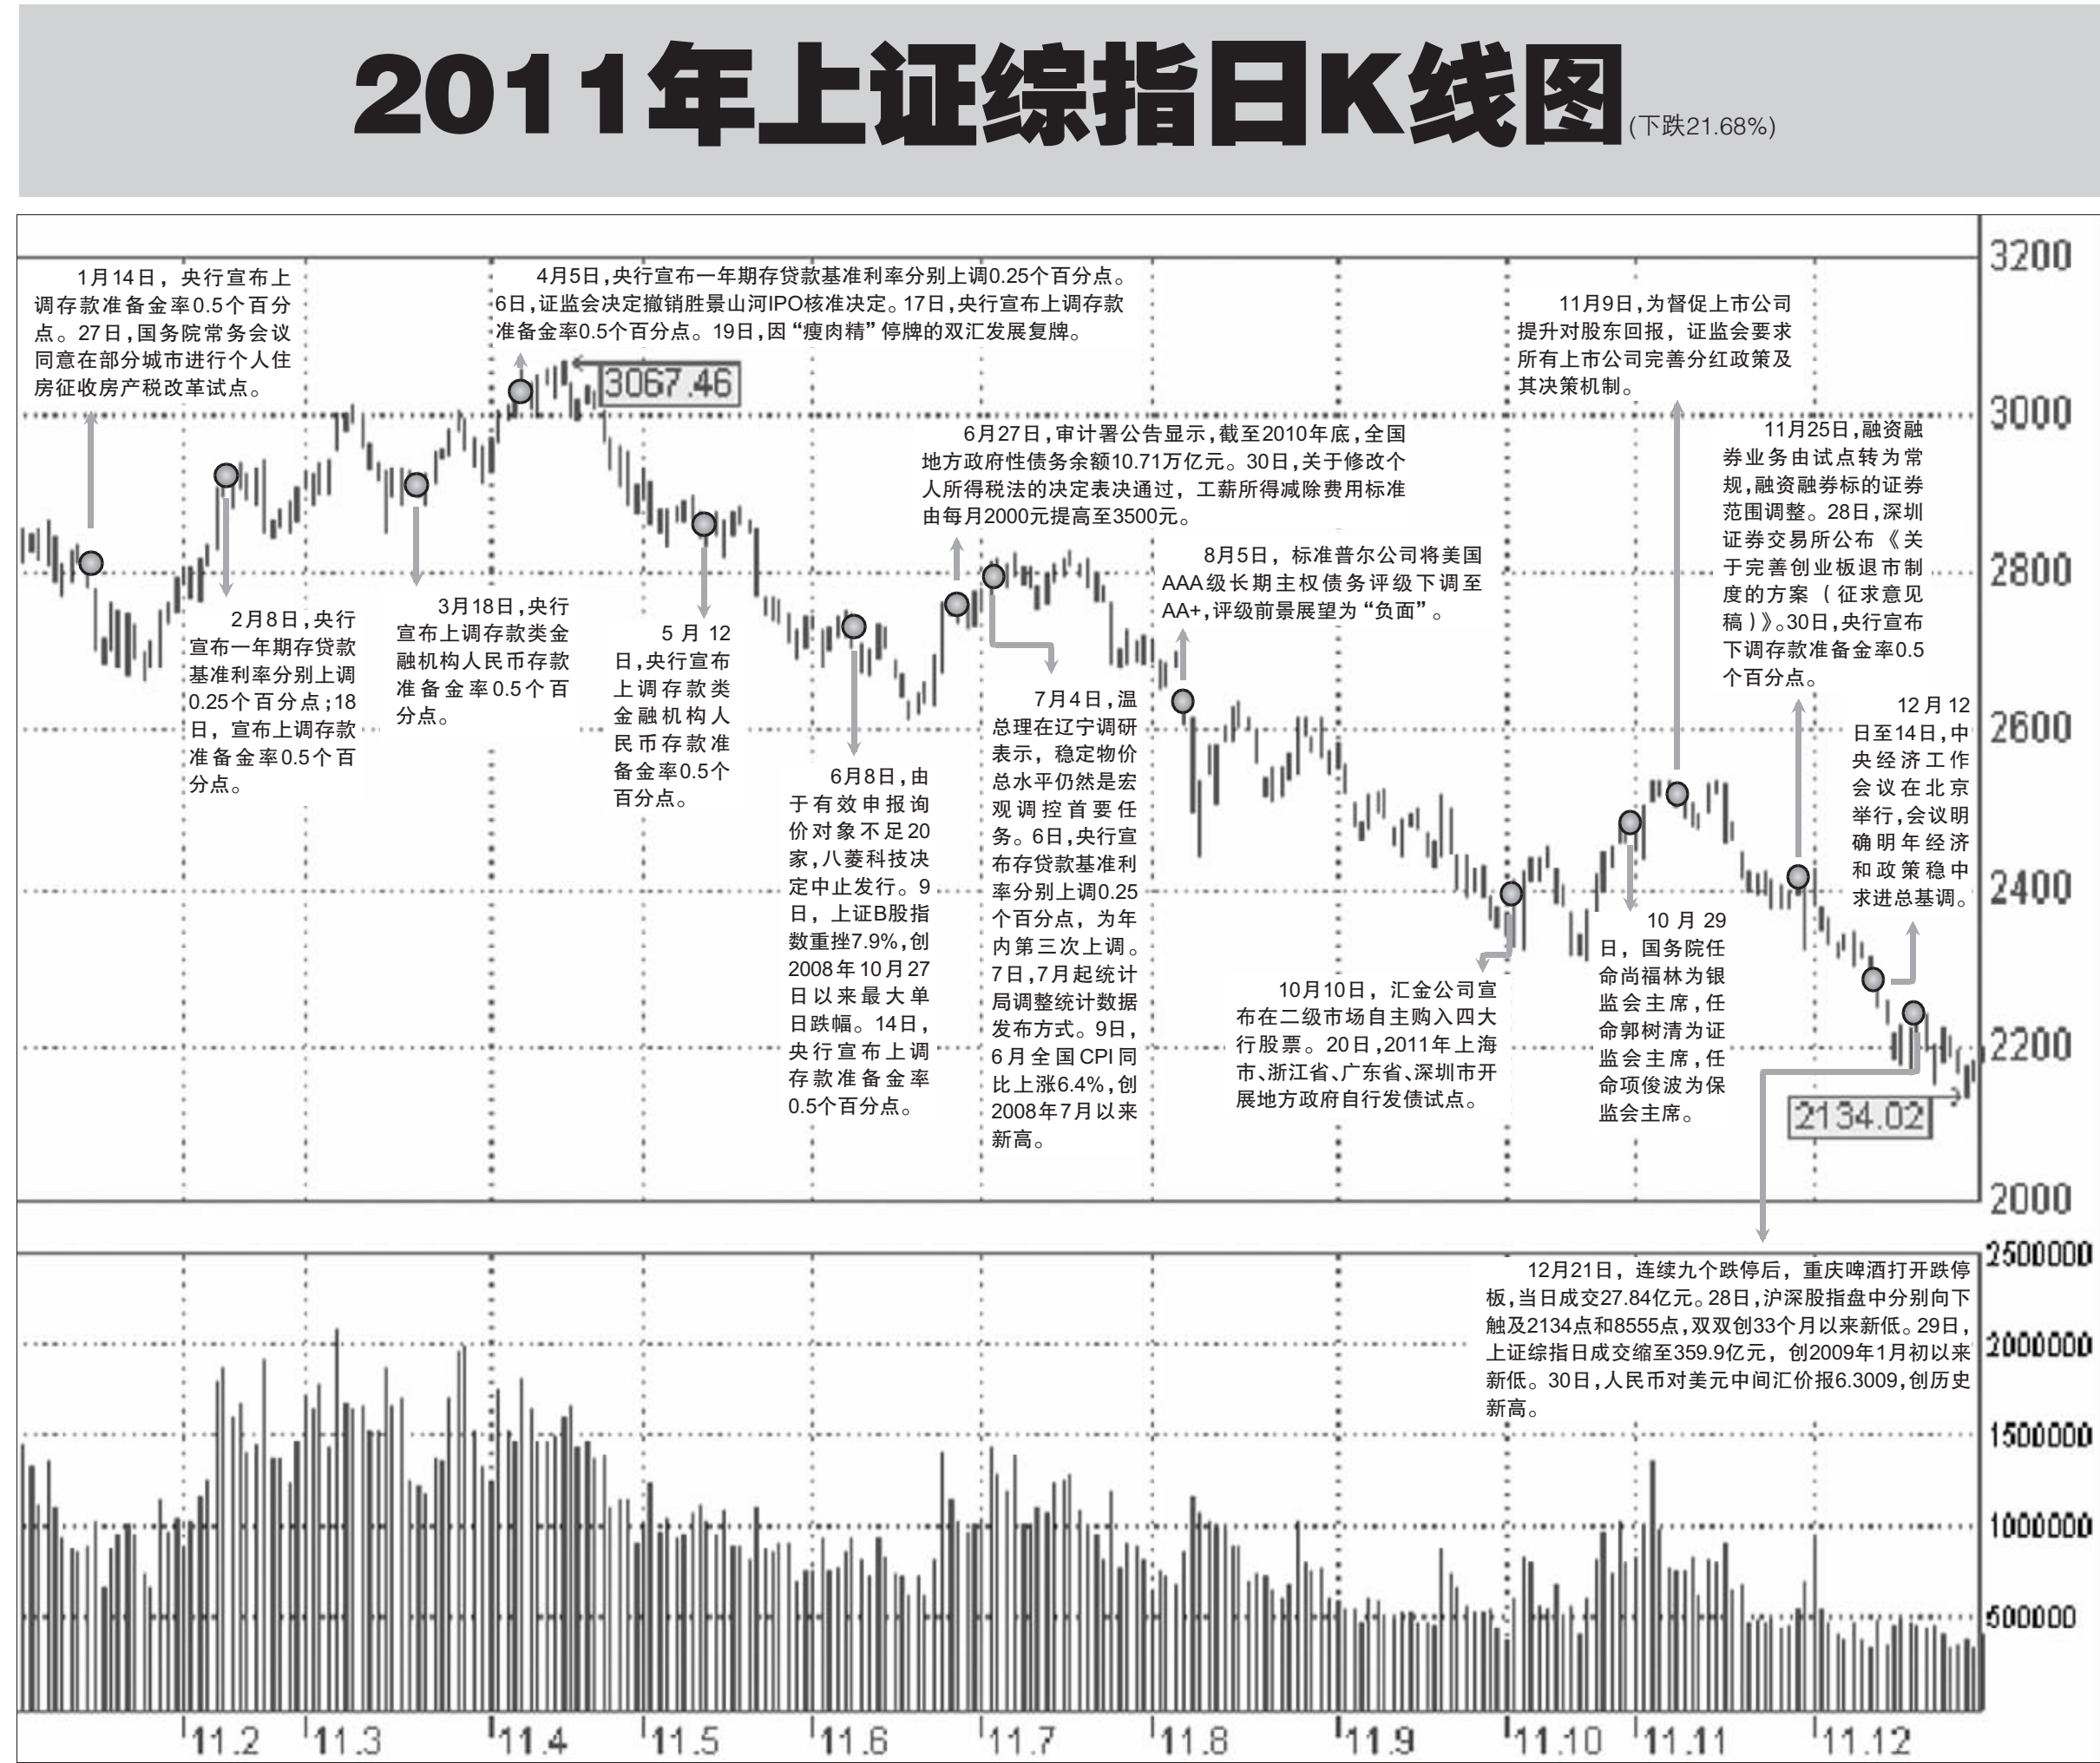 2011年上证综指日K线图(下跌21.68%)
1月14日，央行宣布上
调存款准备金率0.5个百分
点。27日,国务院常务会议
同意在部分城市进行个人住
房征收房产税改革试点。
4月5日,央行宣布一年期存贷款基准利率分别上调0.25个百分点。
6日,证监会决定撤销胜景山河IPO核准决定。17日,央行宣布上调存款
准备金率0.5个百分点。19日,因“瘦肉精”停牌的双汇发展复牌。
3067.46
11月9日,为督促上市公司
提升对股东回报，证监会要求
所有上市公司完善分红政策及
其决策机制。
6月27日,审计署公告显示,截至2010年底,全国
地方政府性债务余额10.71万亿元。30日,关于修改个
人所得税法的决定表决通过，工薪所得减除费用标准
由每月2000元提高至3500元。
11月25日,融资融
券业务由试点转为常
规,融资融券标的证券
范围调整。28日,深圳
证券交易所公布《关
于完善创业板退市制
度的方案（征求意见
稿）》。30日,央行宣布
下调存款准备金率0.5
个百分点。
8月5日，标准普尔公司将美国
AAA级长期主权债务评级下调至
AA+,评级前景展望为“负面”。
2月8日,央行
宣布一年期存贷款
基准利率分别上调
0.25个百分点;18
日，宣布上调存款
准备金率0.5个百
分点。
3月18日,央行
宣布上调存款类金
融机构人民币存款
准备金率0.5个百
分点。
5月12
日,央行宣布
上调存款类
金融机构人
民币存款准
备金率0.5个
百分点。
6月8日,由
于有效申报询
价对象不足20
家,八菱科技决
定中止发行。9
日，上证B股指
数重挫7.9%,创
2008年10月27
日以来最大单
日跌幅。14日，
央行宣布上调
存款准备金率
0.5个百分点。
7月4日,温
总理在辽宁调研
表示，稳定物价
总水平仍然是宏
观调控首要任
务。6日,央行宣
布存贷款基准利
率分别上调0.25
个百分点，为年
内第三次上调。
7日,7月起统计
局调整统计数据
发布方式。9日，
6月全国CPI同
比上涨6.4%,创
2008年7月以来
新高。
10月10日，汇金公司宣
布在二级市场自主购入四大
行股票。20日,2011年上海
市、浙江省、广东省、深圳市开
展地方政府自行发债试点。
10月29
日，国务院任
命尚福林为银
监会主席,任
命郭树清为证
监会主席,任
命项俊波为保
监会主席。
12月12
日至14日,中
央经济工作
会议在北京
举行,会议明
确明年经济
和政策稳中
求进总基调。
2134.02
12月21日，连续九个跌停后，重庆啤酒打开跌停
板,当日成交27.84亿元。28日,沪深股指盘中分别向下
触及2134点和8555点,双双创33个月以来新低。29日，
上证综指日成交缩至359.9亿元，创2009年1月初以来
新低。30日,人民币对美元中间汇价报6.3009,创历史
新高。
3200
3000
2800
2600
2400
2200
2000
2500000
2000000
1500000
1000000
500000
11.2 11.3 11.4 11.5 11.6 11.7 11.8 11.9 11.10 11.11 11.12